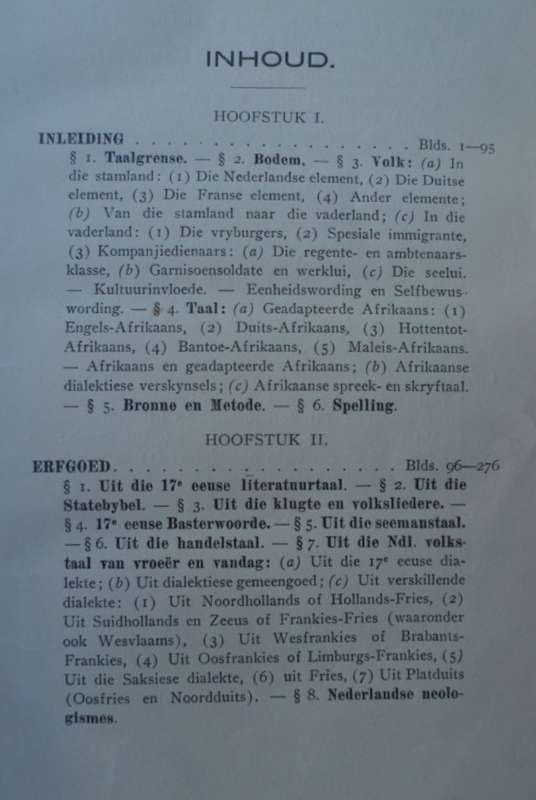 INHOUD.
HOOFSTUK I.
INLEIDING . . . . . . . . . . . . . . . . . . Blds. 1—95
§ 1. Taalgrense. — § 2. Bodem. — § 3. Volk: (a) In
die stamland: (1) Die Nederlandse element, (2) Die Duitse
element, (3) Die Franse element, (4) Ander elemente;
(b) Van die stamland naar die vaderland; (c) In die
vaderland: (1) Die vryburgers, (2) Spesiale immigrante,
(3) Kompanjiedienaars: (a) Die regente- en ambtenaars-
klasse, (b) Garnisoensoldate en werklui, (c) Die seelui.
— Kultuurinvloede. — Eenheidswording en Selfbewus-
wording. — § 4. Taal: (a) Geadapteerde Afrikaans: (1)
Engels-Afrikaans, (2) Duits-Afrikaans, (3) Hottentot-
Afrikaans, (4) Bantoe-Afrikaans, (5) Maleis-Afrikaans.
— Afrikaans en geadapteerde Afrikaans; (b) Afrikaanse
dialektiese verskynsels; (c) Afrikaanse spreek- en skryftaal.
— § 5. Bronne en Metode. — § 6. Spelling.
HOOFSTUK II.
ERFGOED. . . . . . . . . . . . . . . . . . . Blds. 96—276
§ 1. Uit die 17e eeuse literatuurtaal. — § 2. Uit die
Statebybel. — § 3. Uit die klugte en volksliedere. —
§ 4. 17e eeuse Basterwoorde. — § 5. Uit die seemanstaal.
— § 6. Uit die handelstaal. — § 7. Uit die Ndl. volks-
taal van vroeër en vandag: (a) Uit die 17e eeuse dia-
lekte; (b) Uit dialektiese gemeengoed; (c) Uit verskillende
dialekte: (1) Uit Noordhollands of Hollands-Fries, (2)
Uit Suidhollands en Zeeus of Frankies-Fries (waaronder
ook Wesvlaams), (3) Uit Wesfrankies of Brabants-
Frankies, (4) Uit Oosfrankies of Limburgs-Frankies, (5)
Uit die Saksiese dialekte, (6) uit Fries, (7) Uit Platduits
(Oosfries en Noordduits). — § 8. Nederlandse neolo-
gismes.